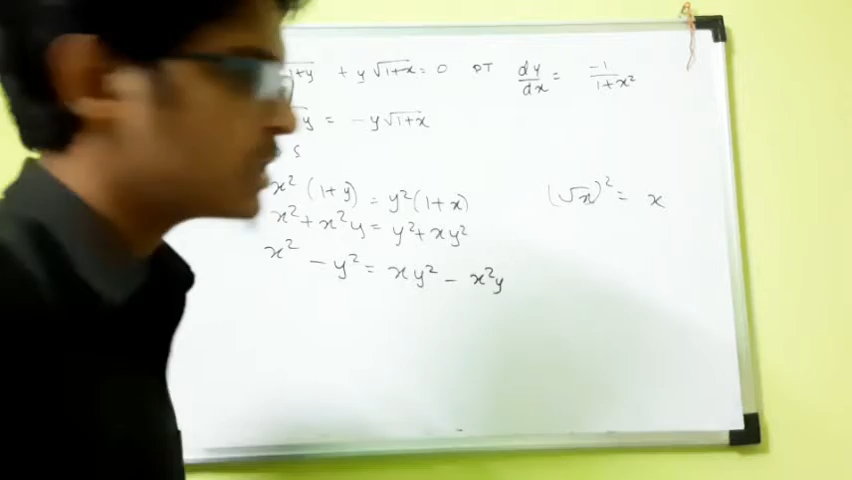 √1+y + y√1+x = 0 PT dy/dx = -1/1+x²
y = -y√1+x
S
x² (1+y) = y²(1+x)
(√x)² = x
x² + x²y = y² + xy²
x² - y² = xy² - x²y